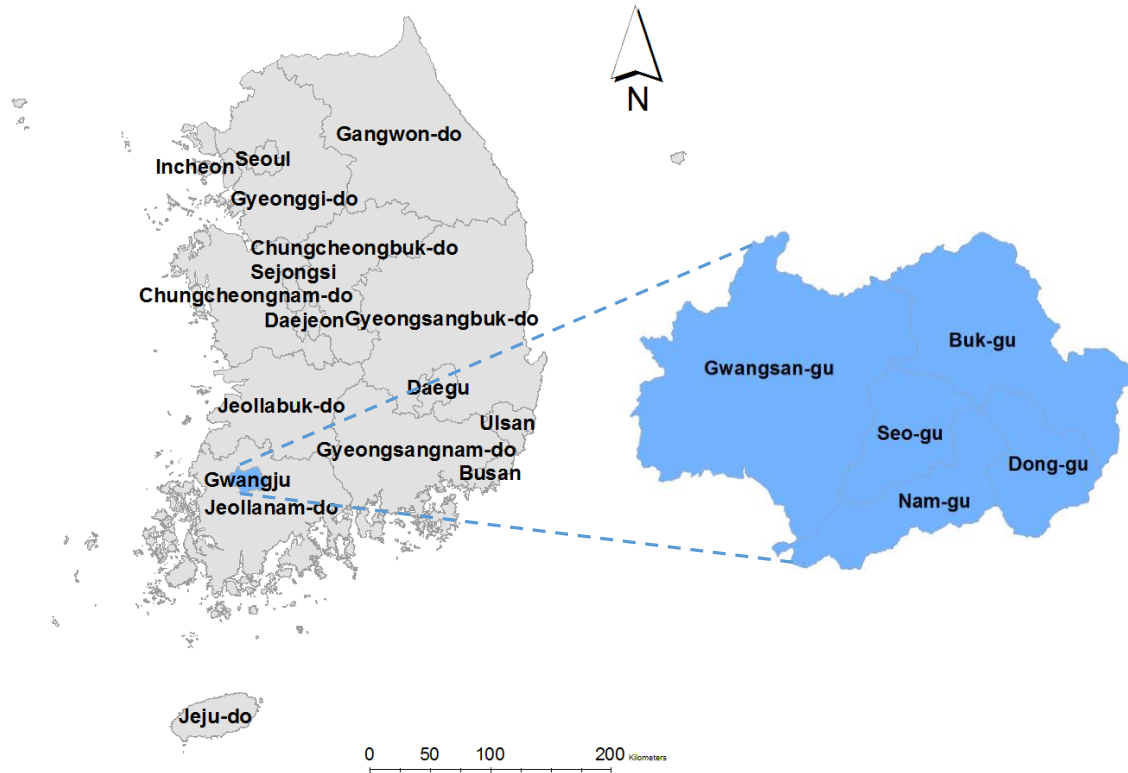 N
Gangwon-do
Seoul
Incheon
Gyeonggi-do
Chungcheongbuk-do
Sejongsi
Chungcheongnam-do
Daejeon
Gyeongsangbuk-do
Daegu
Jeollabuk-do
Ulsan
Gyeongsangnam-do
Busan
Gwangju
Jeollanam-do
Jeju-do
Buk-gu
Gwangsan-gu
Seo-gu
Dong-gu
Nam-gu
0 50 100 200 Kilometers